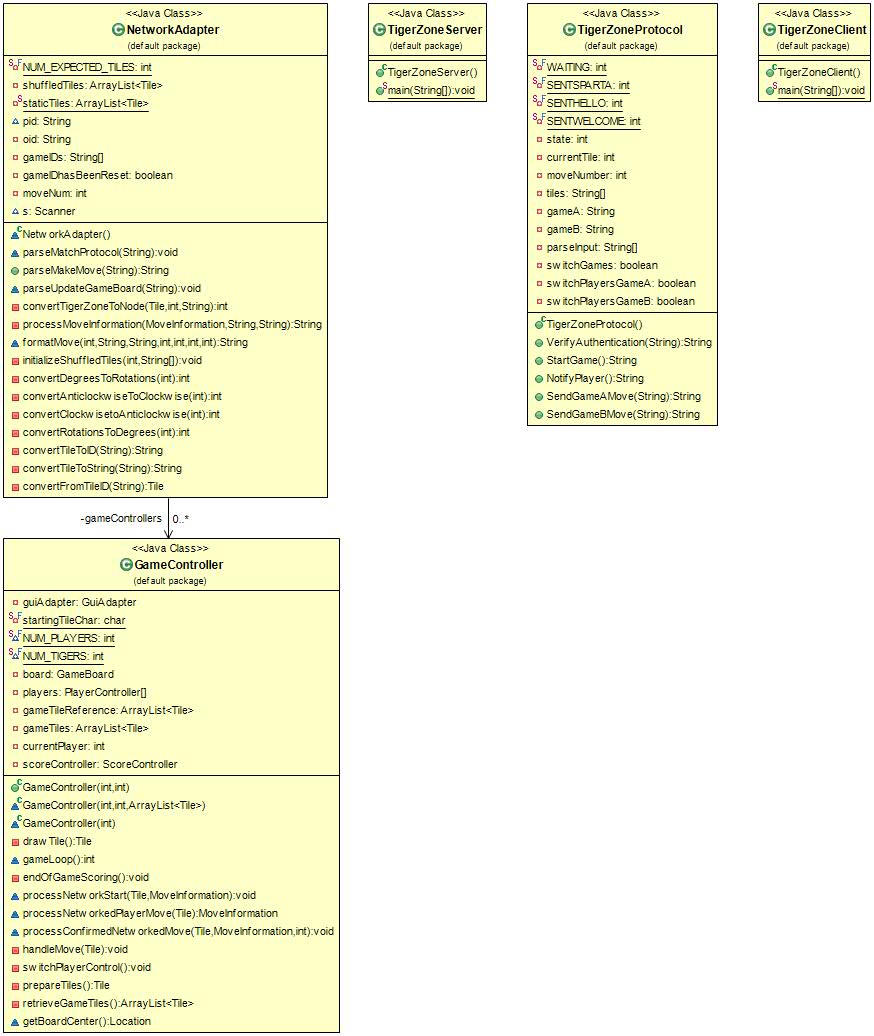 <<Java Class>>
NetworkAdapter
(default package)
NUM_EXPECTED_TILES: int
shuffledTiles: ArrayList<Tile>
staticTiles: ArrayList<Tile>
pid: String
oid: String
gameIDs: String[]
gameIDhasBeenReset: boolean
moveNum: int
s: Scanner
NetworkAdapter()
parseMatchProtocol(String):void
parseMakeMove(String):String
parseUpdateGameBoard(String):void
convertTigerZoneToNode(Tile,int,String):int
processMoveInformation(MoveInformation,String,String):String
formatMove(int,String,String,int,int,int,int):String
initializeShuffledTiles(int,String[]):void
convertDegreesToRotations(int):int
convertAnticlockwiseToClockwise(int):int
convertClockwisetoAnticlockwise(int):int
convertRotationsToDegrees(int):int
convertTileToID(String):String
convertTileToString(String):String
convertFromTileID(String):Tile
-gameControllers 0..*
<<Java Class>>
GameController
(default package)
guiAdapter: GuiAdapter
startingTileChar: char
NUM_PLAYERS: int
NUM_TIGERS: int
board: GameBoard
players: PlayerController[]
gameTileReference: ArrayList<Tile>
gameTiles: ArrayList<Tile>
currentPlayer: int
scoreController: ScoreController
GameController(int,int)
GameController(int,int,ArrayList<Tile>)
GameController(int)
drawTile():Tile
gameLoop():int
endOfGameScoring():void
processNetworkStart(Tile,MoveInformation):void
processNetworkedPlayerMove(Tile):MoveInformation
processConfirmedNetworkedMove(Tile,MoveInformation,int):void
handleMove(Tile):void
switchPlayerControl():void
prepareTiles():Tile
retrieveGameTiles():ArrayList<Tile>
getBoardCenter():Location
<<Java Class>>
TigerZoneServer
(default package)
TigerZoneServer()
main(String[]):void
<<Java Class>>
TigerZoneProtocol
(default package)
WAITING: int
SENTSPARTA: int
SENTHELLO: int
SENTWELCOME: int
state: int
currentTile: int
moveNumber: int
tiles: String[]
gameA: String
gameB: String
parseInput: String[]
switchGames: boolean
switchPlayersGameA: boolean
switchPlayersGameB: boolean
TigerZoneProtocol()
VerifyAuthentication(String):String
StartGame():String
NotifyPlayer():String
SendGameAMove(String):String
SendGameBMove(String):String
<<Java Class>>
TigerZoneClient
(default package)
TigerZoneClient()
main(String[]):void